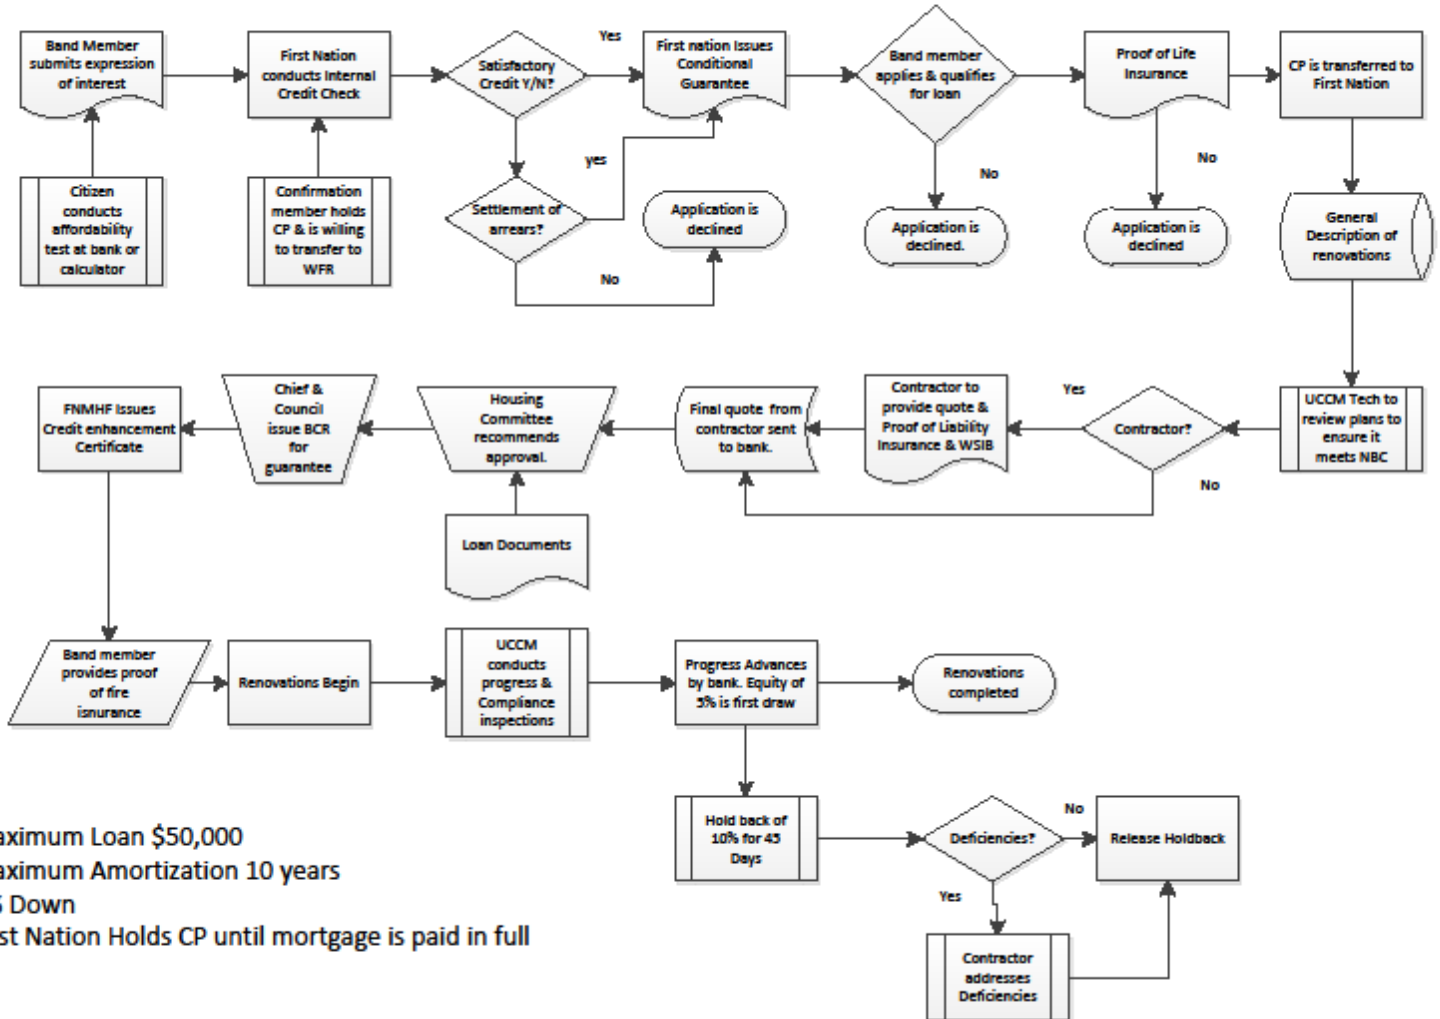 Band Member
submits expression
of interest
First Nation
conducts Internal
Credit Check
Satisfactory
Credit Y/N?
Yes
First nation Issues
Conditional
Guarantee
Band member
applies & qualifies
for loan
Proof of Life
Insurance
CP is transferred to
First Nation
Citizen
conducts
affordability
test at bank or
calculator
Confirmation
member holds
CP & is willing
to transfer to
WFR
Settlement of
arrears?
yes
No
Application is
declined
No
Application is
declined.
No
Application is
declined
General
Description of
renovations
FNMHF Issues
Credit enhancement
Certificate
Chief &
Council
issue BCR
for
guarantee
Housing
Committee
recommends
approval.
Final quote from
contractor sent
to bank.
Contractor to
provide quote &
Proof of Liability
Insurance & WSIB
Yes
Contractor?
No
UCCM Tech to
review plans to
ensure it
meets NBC
Loan Documents
Band member
provides proof
of fire
isnurance
Renovations Begin
UCCM
conducts
progress &
Compliance
inspections
Progress Advances
by bank. Equity of
5% is first draw
Renovations
completed
Hold back of
10% for 45
Days
Deficiencies?
No
Release Holdback
Yes
Contractor
addresses
Deficiencies
aximum Loan $50,000
aximum Amortization 10 years
Down
st Nation Holds CP until mortgage is paid in full